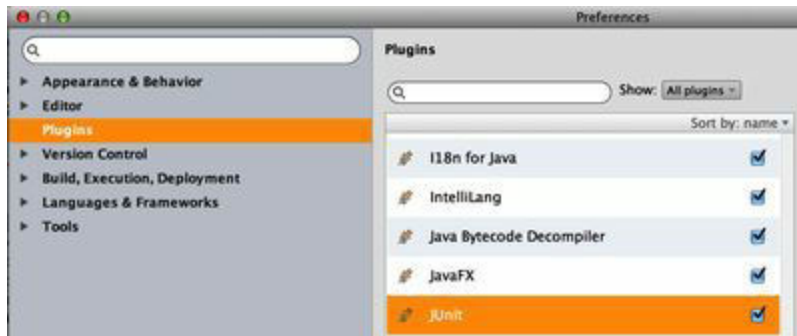 Preferences
Appearance & Behavior
Editor
Plugins
Version Control
Build, Execution, Deployment
Languages & Frameworks
Tools
Plugins
Show: All plugins
Sort by: name
I18n for Java
IntelliLang
Java Bytecode Decompiler
JavaFX
JUnit